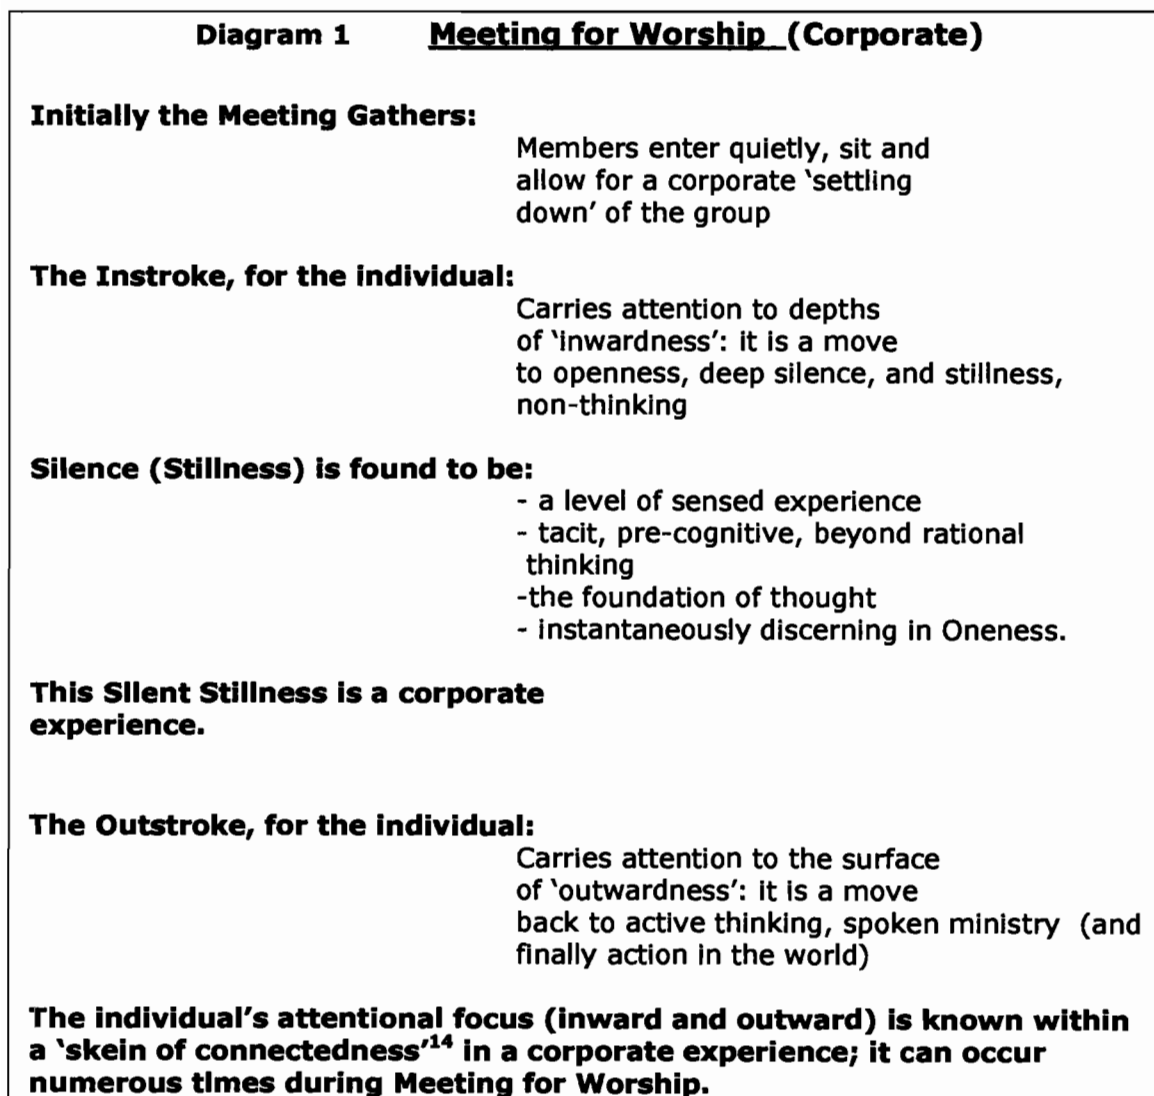 Diagram 1 Meeting for Worship (Corporate)
Initially the Meeting Gathers:
Members enter quietly, sit and
allow for a corporate ‘settling
down’ of the group
The Instroke, for the individual:
Carries attention to depths
of ‘inwardness’: it is a move
to openness, deep silence, and stillness,
non-thinking
Silence (Stillness) is found to be:
- a level of sensed experience
- tacit, pre-cognitive, beyond rational
thinking
-the foundation of thought
- instantaneously discerning in Oneness.
This Silent Stillness is a corporate
experience.
The Outstroke, for the individual:
Carries attention to the surface
of ‘outwardness’: it is a move
back to active thinking, spoken ministry (and
finally action in the world)
The individual's attentional focus (inward and outward) is known within
a ‘skein of connectedness’¹⁴ in a corporate experience; it can occur
numerous times during Meeting for Worship.